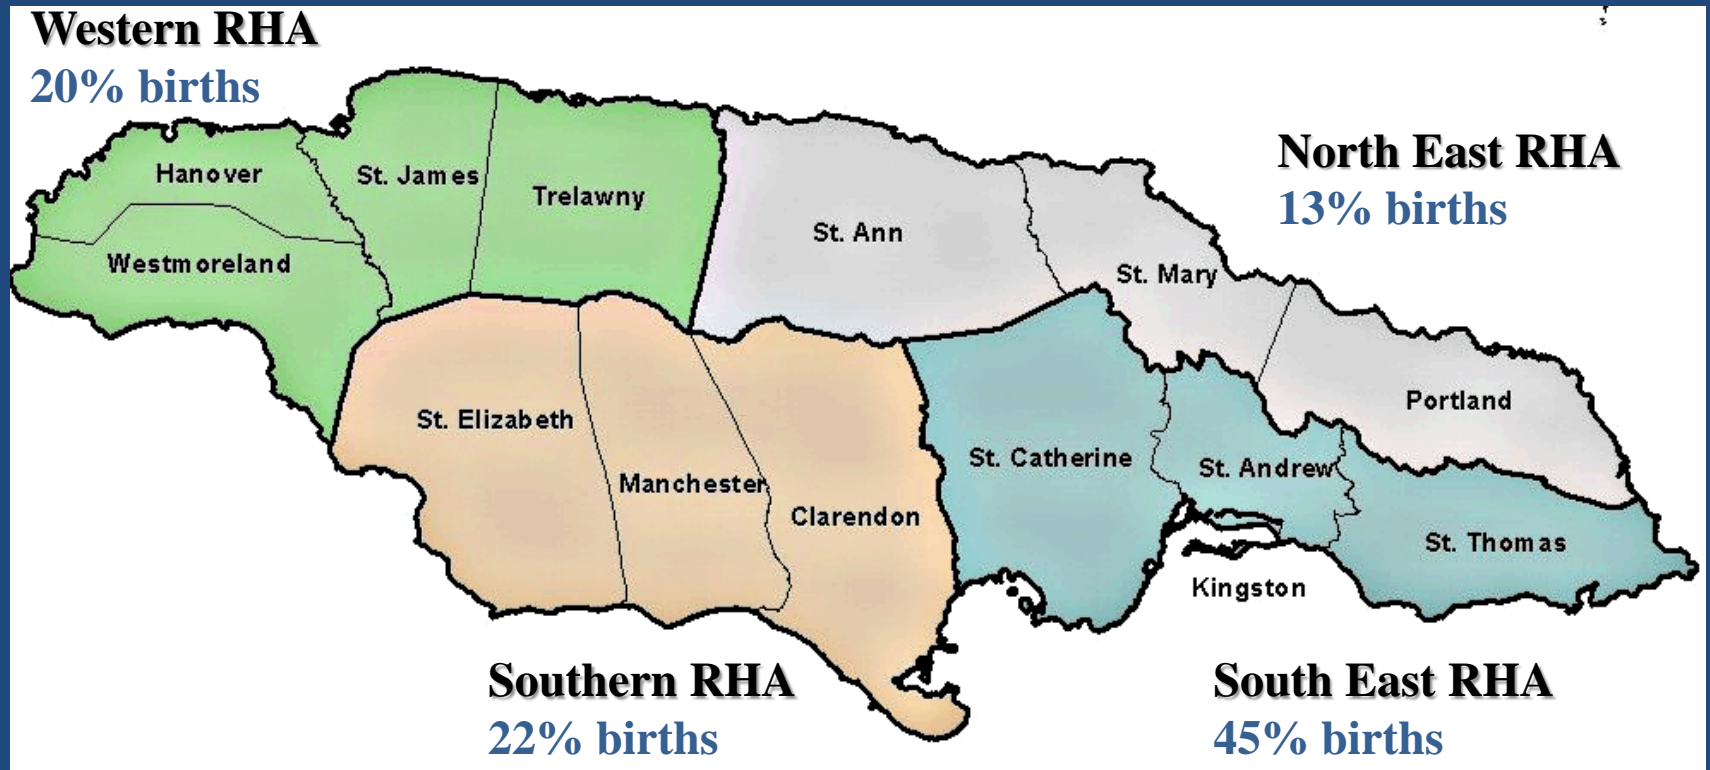 Western RHA
20% births
North East RHA
13% births
Hanover
St. James
Trelawny
St. Ann
Westmoreland
St. Mary
Portland
St. Elizabeth
Manchester
Clarendon
St. Catherine
St. Andrew
St. Thomas
Kingston
Southern RHA
22% births
South East RHA
45% births